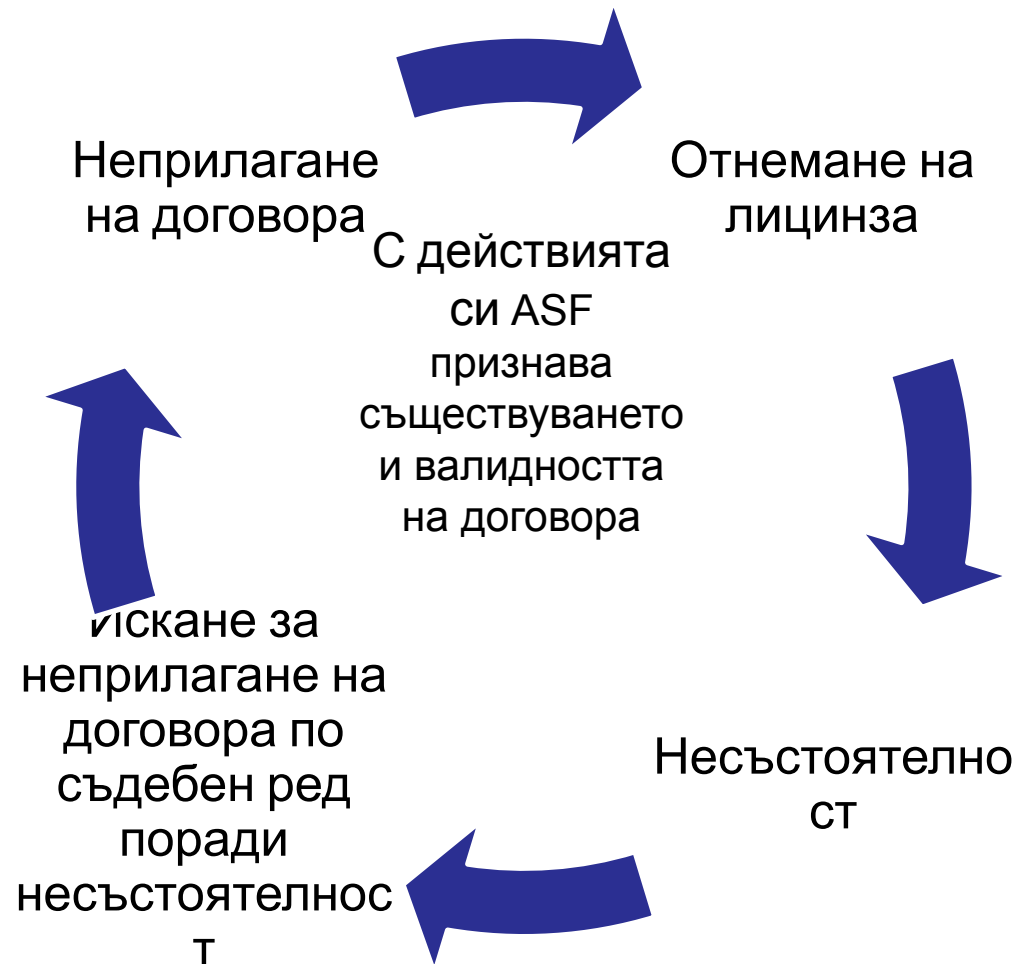 Неприлагане
на договора
Отнемане на
лицинза
С действията
си ASF
признава
съществуването
и валидността
на договора
Несъстоятелно
ст
Искане за
неприлагане на
договора по
съдебен ред
поради
несъстоятелнос
т